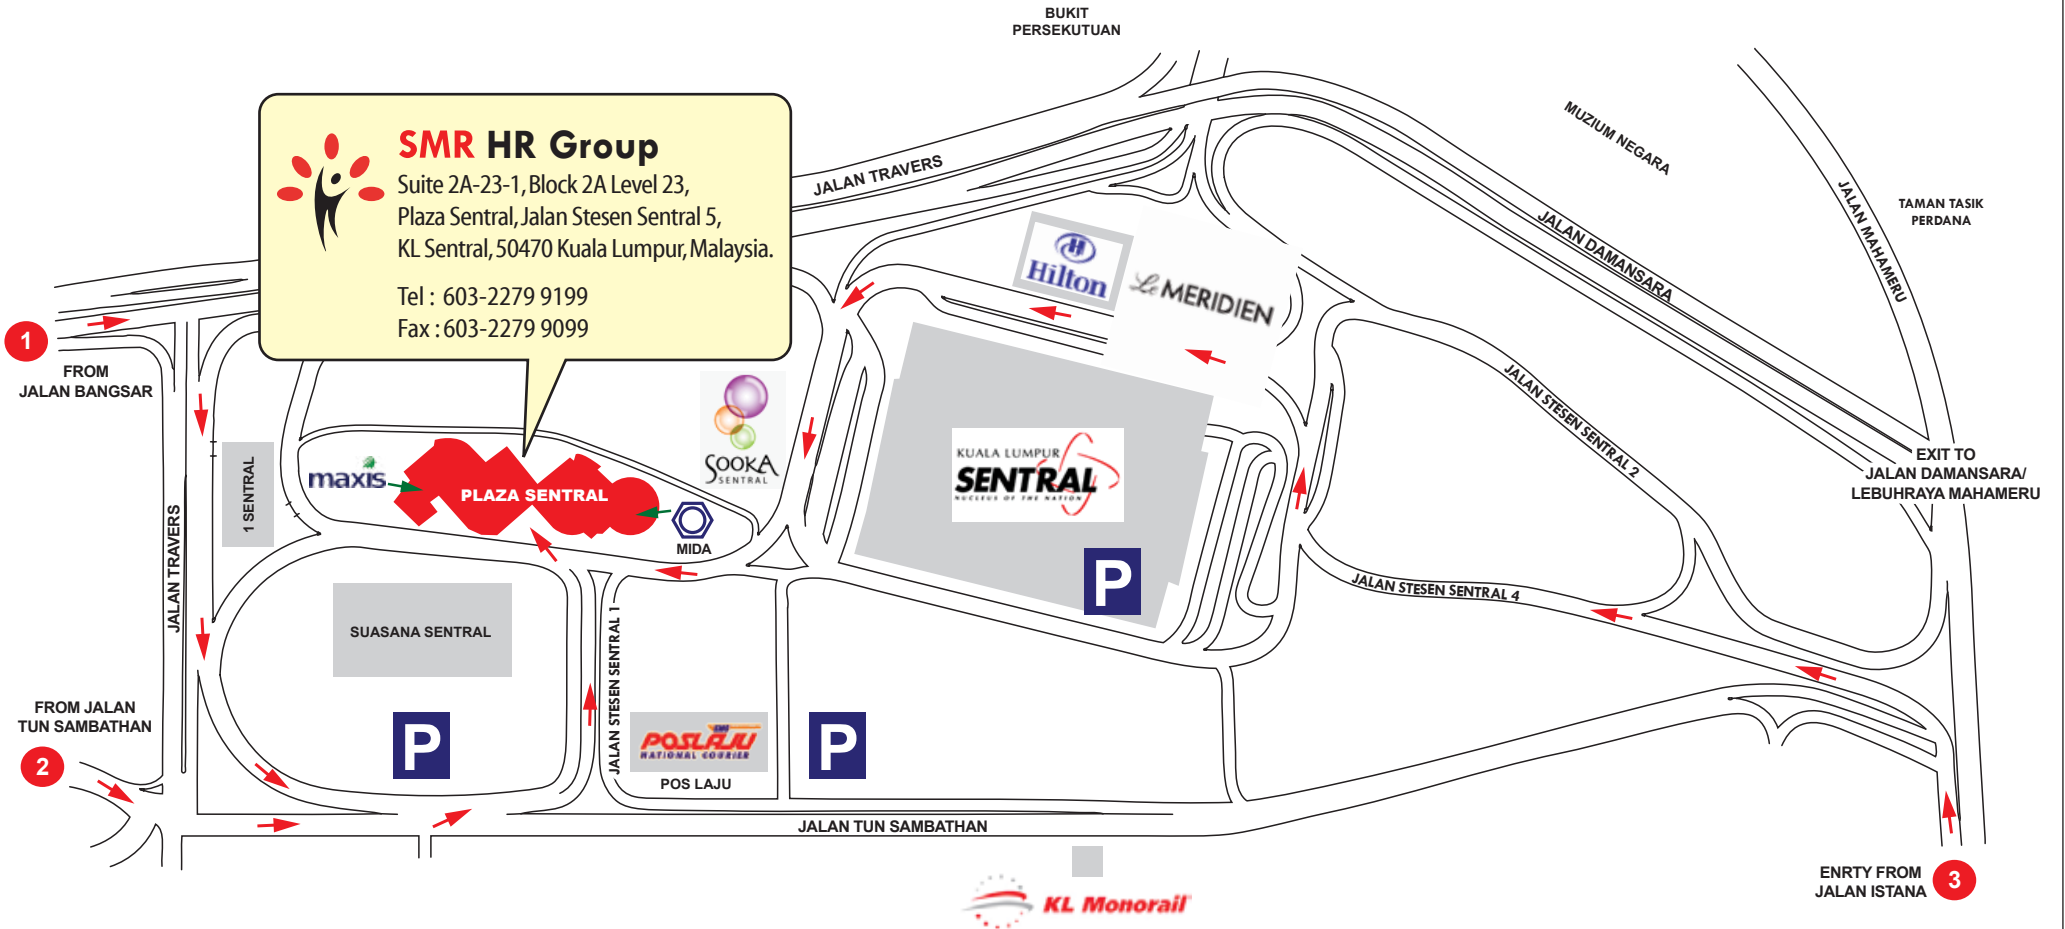 BUKIT
PERSEKUTUAN
SMR HR Group
Suite 2A-23-1, Block 2A Level 23,
Plaza Sentral, Jalan Stesen Sentral 5,
KL Sentral, 50470 Kuala Lumpur, Malaysia.
Tel : 603-2279 9199
Fax : 603-2279 9099
JALAN TRAVERS
MUZIUM NEGARA
JALAN MAHAMERU
TAMAN TASIK
PERDANA
JALAN DAMANSARA
Hilton
Le MERIDIEN
1
FROM
JALAN BANGSAR
JALAN STESEN SENTRAL 2
SOOKA
SENTRAL
maxis
PLAZA SENTRAL
MIDA
1 SENTRAL
JALAN TRAVERS
KUALA LUMPUR
SENTRAL
NUCLEUS OF THE NATION
P
EXIT TO
JALAN DAMANSARA/
LEBUHRAYA MAHAMERU
JALAN STESEN SENTRAL 4
SUASANA SENTRAL
JALAN STESEN SENTRAL 1
FROM JALAN
TUN SAMBATHAN
2
P
POSLAJU
NATIONAL COURIER
POS LAJU
P
JALAN TUN SAMBATHAN
KL Monorail
ENRTY FROM
JALAN ISTANA
3